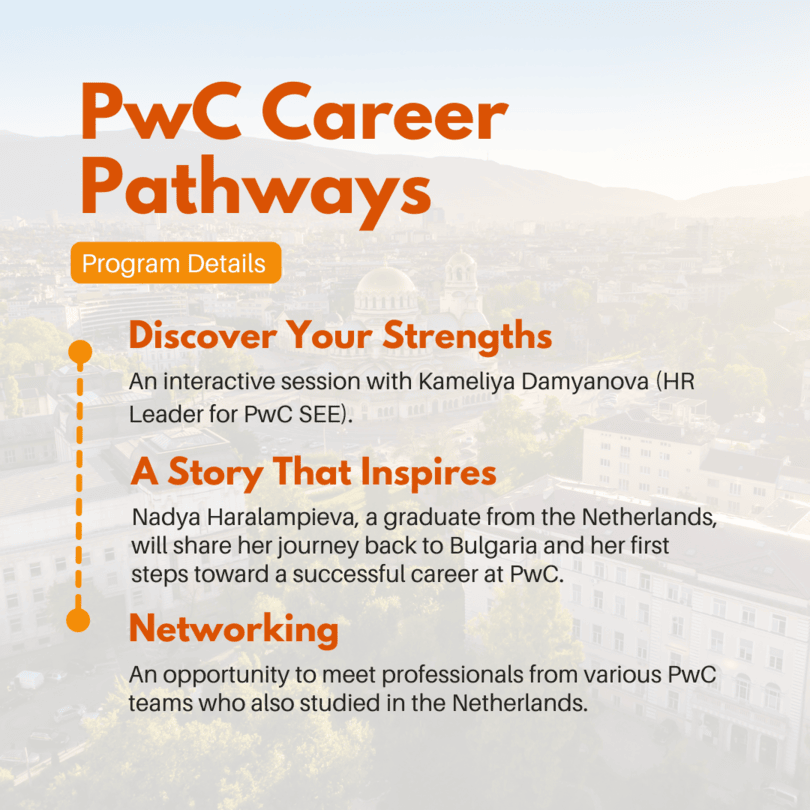 PwC Career
Pathways
Program Details
Discover Your Strengths
An interactive session with Kameliya Damyanova (HR
Leader for PwC SEE).
A Story That Inspires
Nadya Haralampieva, a graduate from the Netherlands,
will share her journey back to Bulgaria and her first
steps toward a successful career at PwC.
Networking
An opportunity to meet professionals from various PwC
teams who also studied in the Netherlands.